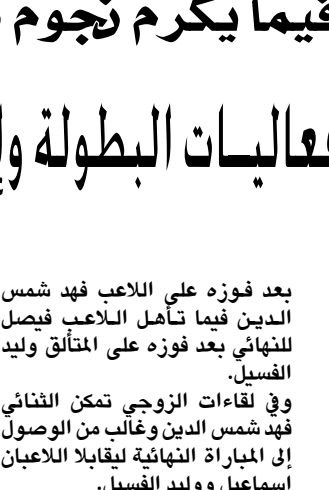 فيما يكرم نجوم
فعاليات البطولة
بعد فوزه على اللاعب فهد شمس
الدين فيما تأهل اللاعب فيصل
للنهائي بعد فوزه على المتألق وليد
الفسيل.
وفي لقاءات الزوجي تمكن الثنائي
فهد شمس الدين وغالب من الوصول
إلى المباراة النهائية ليقابلا اللاعبان
اسماعيل ووليد الفسيل.